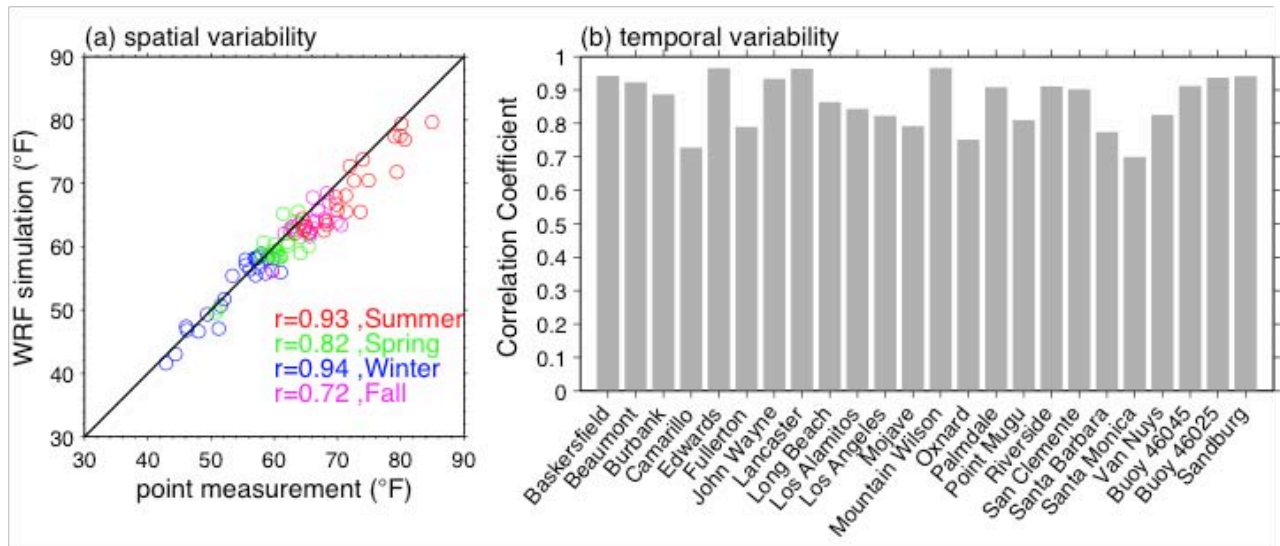 (a) spatial variability
90
80
70
60
50
40
30
30 40 50 60 70 80 90
WRF simulation (°F)
point measurement (°F)
r=0.93 ,Summer
r=0.82 ,Spring
r=0.94 ,Winter
r=0.72 ,Fall
(b) temporal variability
1
0.9
0.8
0.7
0.6
0.5
0.4
0.3
0.2
0.1
0
Correlation Coefficient
Baskersfield
Beaumont
Burbank
Camarillo
Edwards
Fullerton
John Wayne
Lancaster
Long Beach
Los Alamitos
Los Angeles
Mojave
Mountain Wilson
Oxnard
Palmdale
Point Mugu
Riverside
San Clemente
Santa Barbara
Santa Monica
Van Nuys
Buoy 46045
Buoy 46025
Sandburg